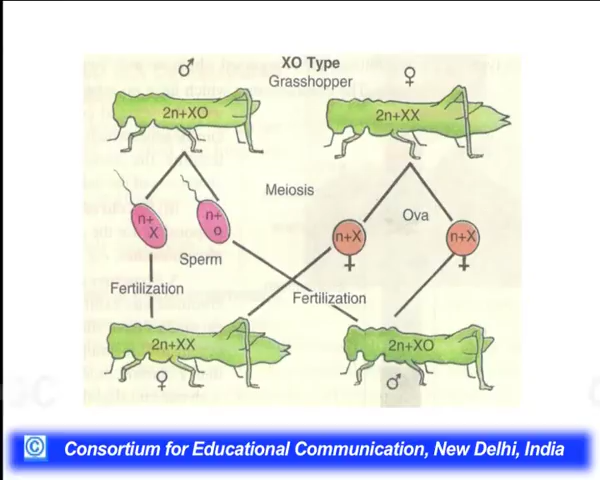 ♂
XO Type
Grasshopper
♀
2n+XO
2n+XX
Meiosis
n+
X
n+
o
Ova
n+X
n+X
Sperm
Fertilization
Fertilization
2n+XX
2n+XO
♀
♂
© Consortium for Educational Communication, New Delhi, India